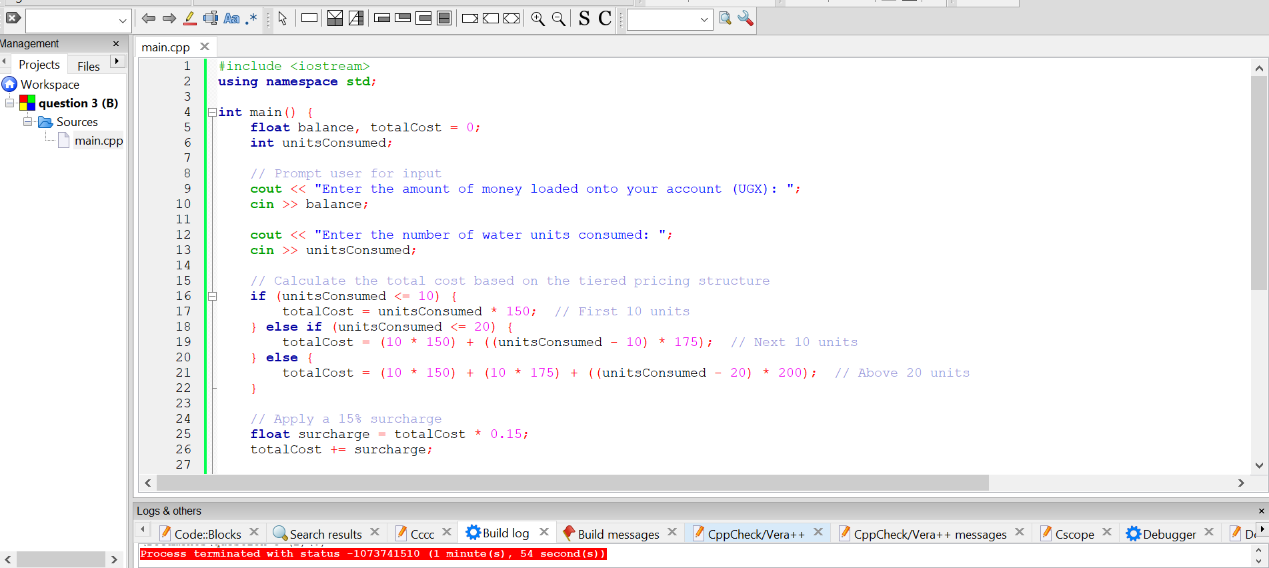 Aa .*
S C
Management ×
Projects Files
Workspace
question 3 (B)
Sources
main.cpp
main.cpp ×
1 #include <iostream>
2 using namespace std;
3
4 int main() {
5 float balance, totalCost = 0;
6 int unitsConsumed;
7
8 // Prompt user for input
9 cout << "Enter the amount of money loaded onto your account (UGX): ";
10 cin >> balance;
11
12 cout << "Enter the number of water units consumed: ";
13 cin >> unitsConsumed;
14
15 // Calculate the total cost based on the tiered pricing structure
16 if (unitsConsumed <= 10) {
17 totalCost = unitsConsumed * 150; // First 10 units
18 } else if (unitsConsumed <= 20) {
19 totalCost = (10 * 150) + ((unitsConsumed - 10) * 175); // Next 10 units
20 } else {
21 totalCost = (10 * 150) + (10 * 175) + ((unitsConsumed - 20) * 200); // Above 20 units
22 }
23
24 // Apply a 15% surcharge
25 float surcharge = totalCost * 0.15;
26 totalCost += surcharge;
27
Logs & others ×
Code::Blocks × Search results × Cccc × Build log × Build messages × CppCheck/Vera++ × CppCheck/Vera++ messages × Cscope × Debugger ×
Process terminated with status -1073741510 (1 minute(s), 54 second(s))